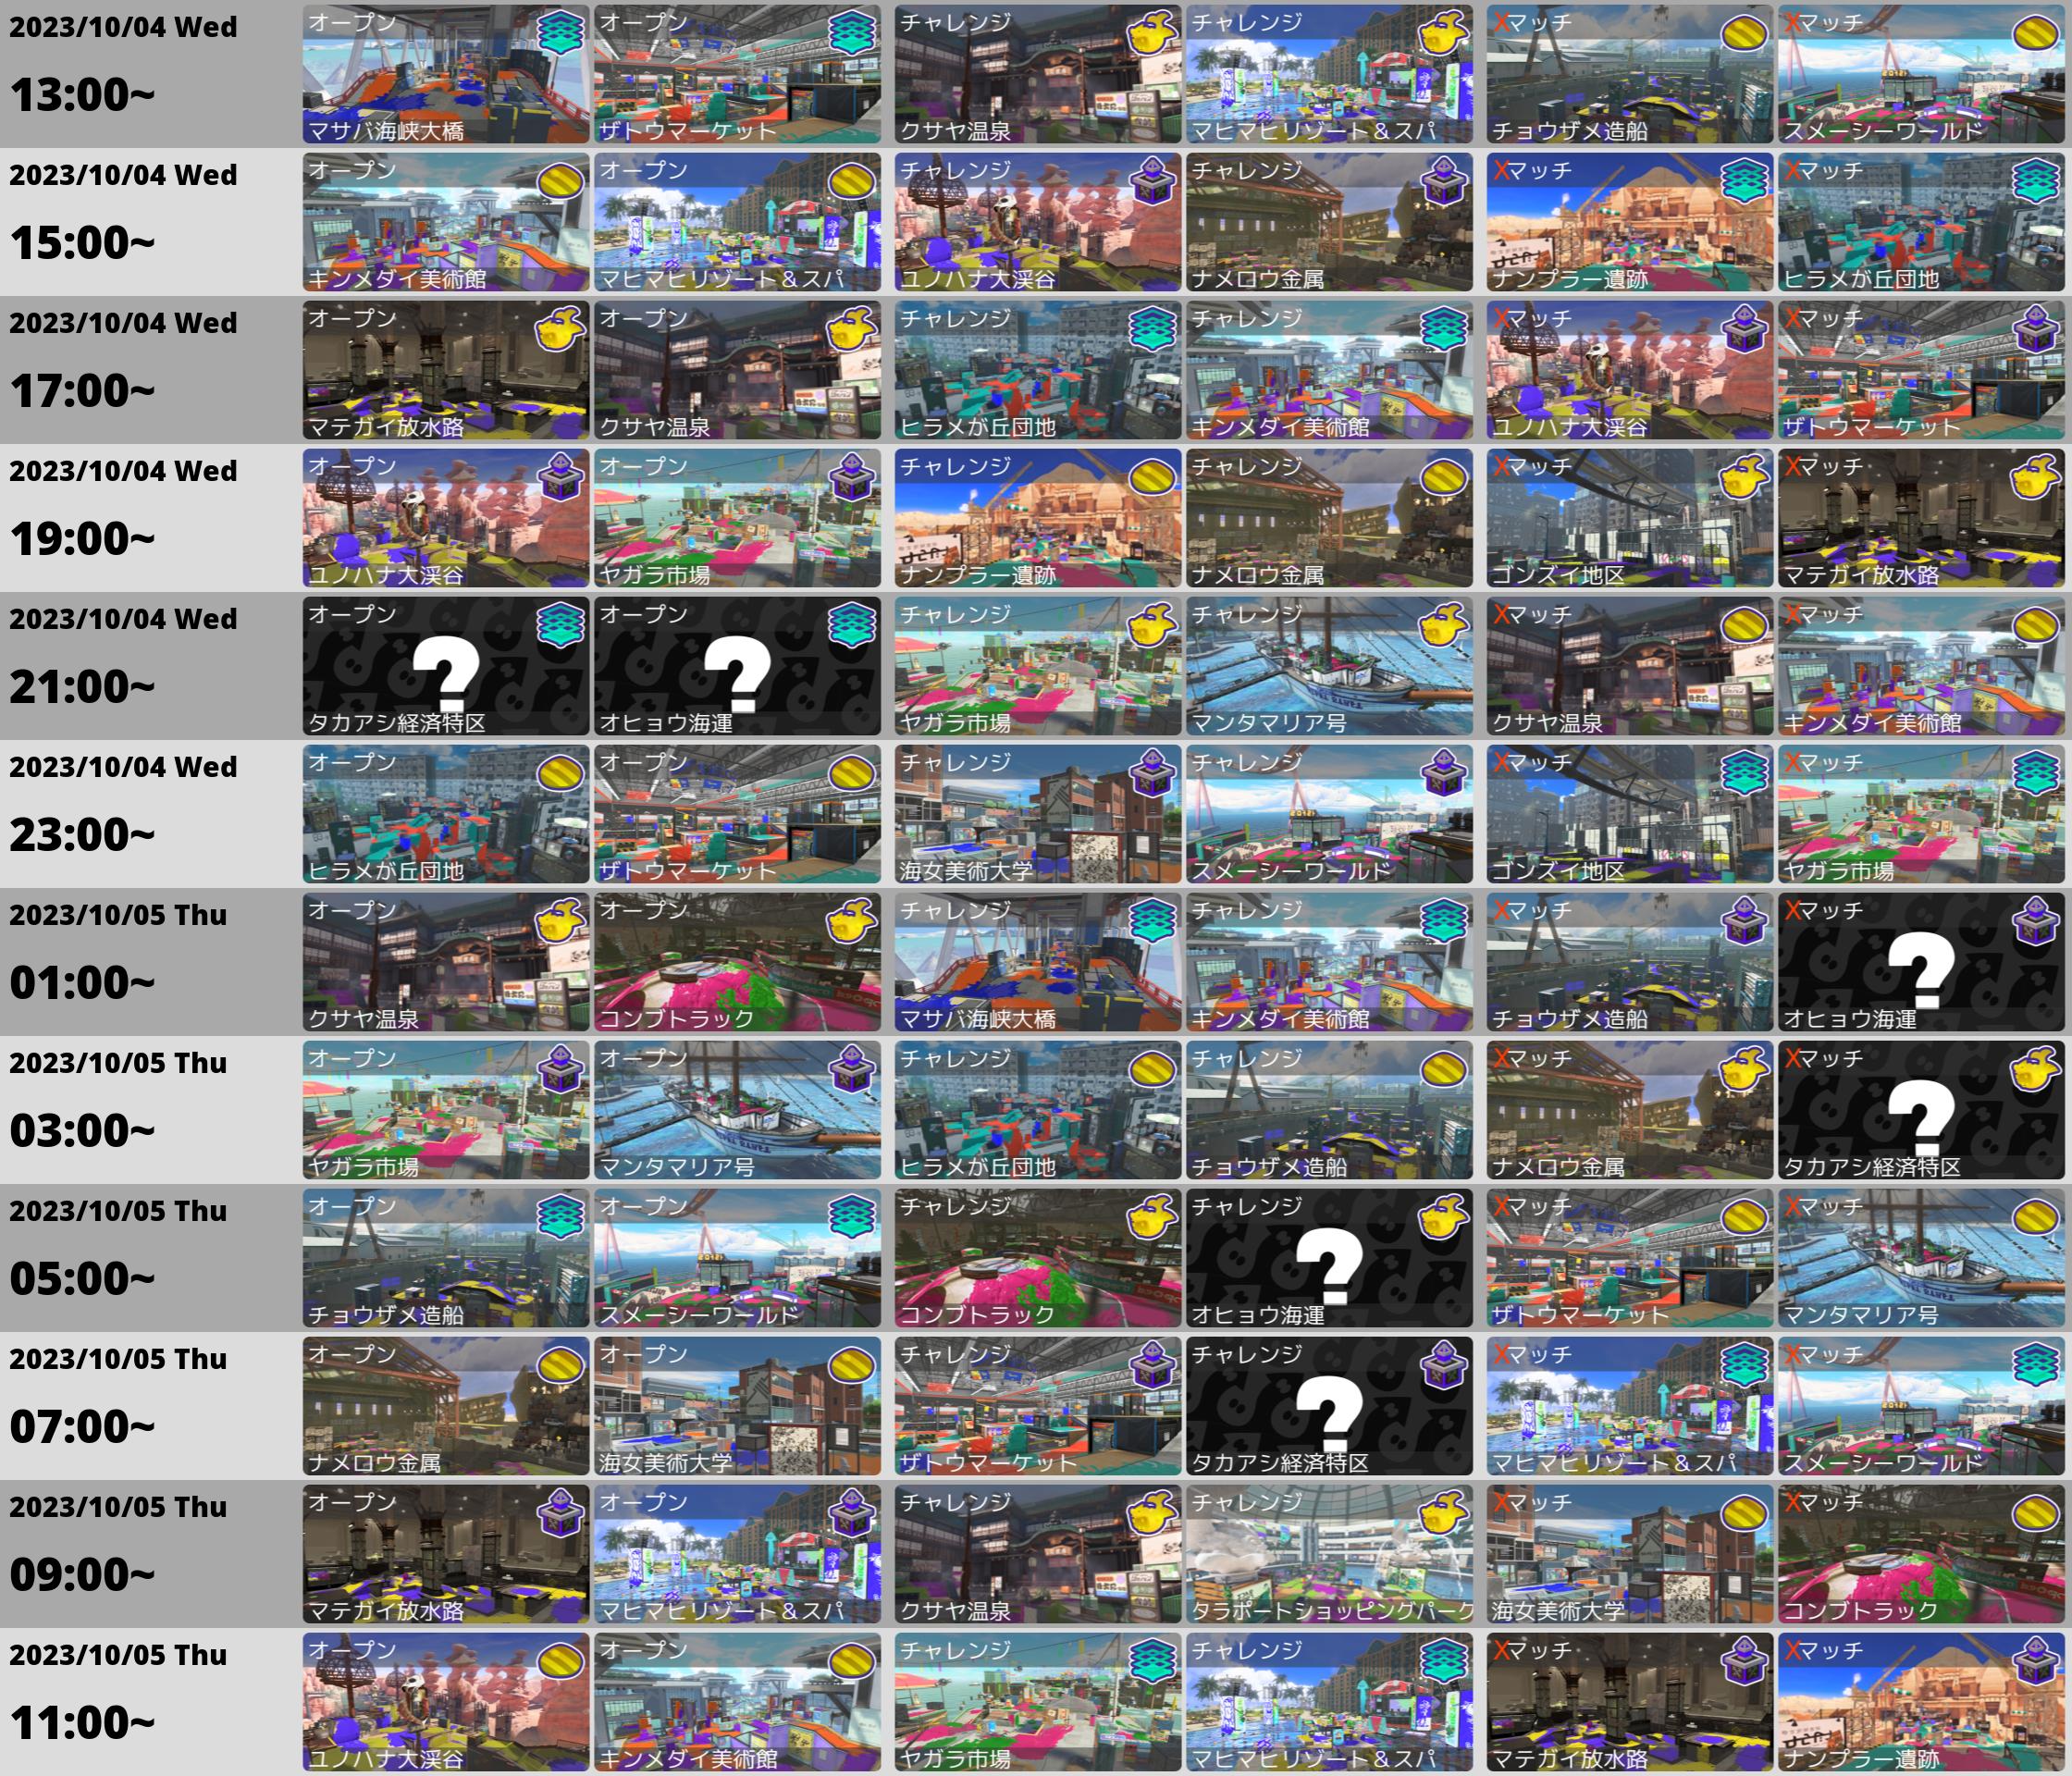 2023/10/04 Wed
13:00~
オープン
マサバ海峡大橋
オープン
ザトウマーケット
チャレンジ
クサヤ温泉
チャレンジ
マヒマヒリゾート＆スパ
Xマッチ
チョウザメ造船
Xマッチ
スメーシーワールド
2023/10/04 Wed
15:00~
オープン
キンメダイ美術館
オープン
マヒマヒリゾート＆スパ
チャレンジ
ユノハナ大渓谷
チャレンジ
ナメロウ金属
Xマッチ
ナンプラー遺跡
Xマッチ
ヒラメが丘団地
2023/10/04 Wed
17:00~
オープン
マテガイ放水路
オープン
クサヤ温泉
チャレンジ
ヒラメが丘団地
チャレンジ
キンメダイ美術館
Xマッチ
ユノハナ大渓谷
Xマッチ
ザトウマーケット
2023/10/04 Wed
19:00~
オープン
ユノハナ大渓谷
オープン
ヤガラ市場
チャレンジ
ナンプラー遺跡
チャレンジ
ナメロウ金属
Xマッチ
ゴンズイ地区
Xマッチ
マテガイ放水路
2023/10/04 Wed
21:00~
オープン
?
タカアシ経済特区
オープン
?
オヒョウ海運
チャレンジ
ヤガラ市場
チャレンジ
マンタマリア号
Xマッチ
クサヤ温泉
Xマッチ
キンメダイ美術館
2023/10/04 Wed
23:00~
オープン
ヒラメが丘団地
オープン
ザトウマーケット
チャレンジ
海女美術大学
チャレンジ
スメーシーワールド
Xマッチ
ゴンズイ地区
Xマッチ
ヤガラ市場
2023/10/05 Thu
01:00~
オープン
クサヤ温泉
オープン
コンブトラック
チャレンジ
マサバ海峡大橋
チャレンジ
キンメダイ美術館
Xマッチ
チョウザメ造船
Xマッチ
?
オヒョウ海運
2023/10/05 Thu
03:00~
オープン
ヤガラ市場
オープン
マンタマリア号
チャレンジ
ヒラメが丘団地
チャレンジ
チョウザメ造船
Xマッチ
ナメロウ金属
Xマッチ
?
タカアシ経済特区
2023/10/05 Thu
05:00~
オープン
チョウザメ造船
オープン
スメーシーワールド
チャレンジ
コンブトラック
チャレンジ
?
オヒョウ海運
Xマッチ
ザトウマーケット
Xマッチ
マンタマリア号
2023/10/05 Thu
07:00~
オープン
ナメロウ金属
オープン
海女美術大学
チャレンジ
ザトウマーケット
チャレンジ
?
タカアシ経済特区
Xマッチ
マヒマヒリゾート＆スパ
Xマッチ
スメーシーワールド
2023/10/05 Thu
09:00~
オープン
マテガイ放水路
オープン
マヒマヒリゾート＆スパ
チャレンジ
クサヤ温泉
チャレンジ
タラポートショッピングパーク
Xマッチ
海女美術大学
Xマッチ
コンブトラック
2023/10/05 Thu
11:00~
オープン
ユノハナ大渓谷
オープン
キンメダイ美術館
チャレンジ
ヤガラ市場
チャレンジ
マヒマヒリゾート＆スパ
Xマッチ
マテガイ放水路
Xマッチ
ナンプラー遺跡